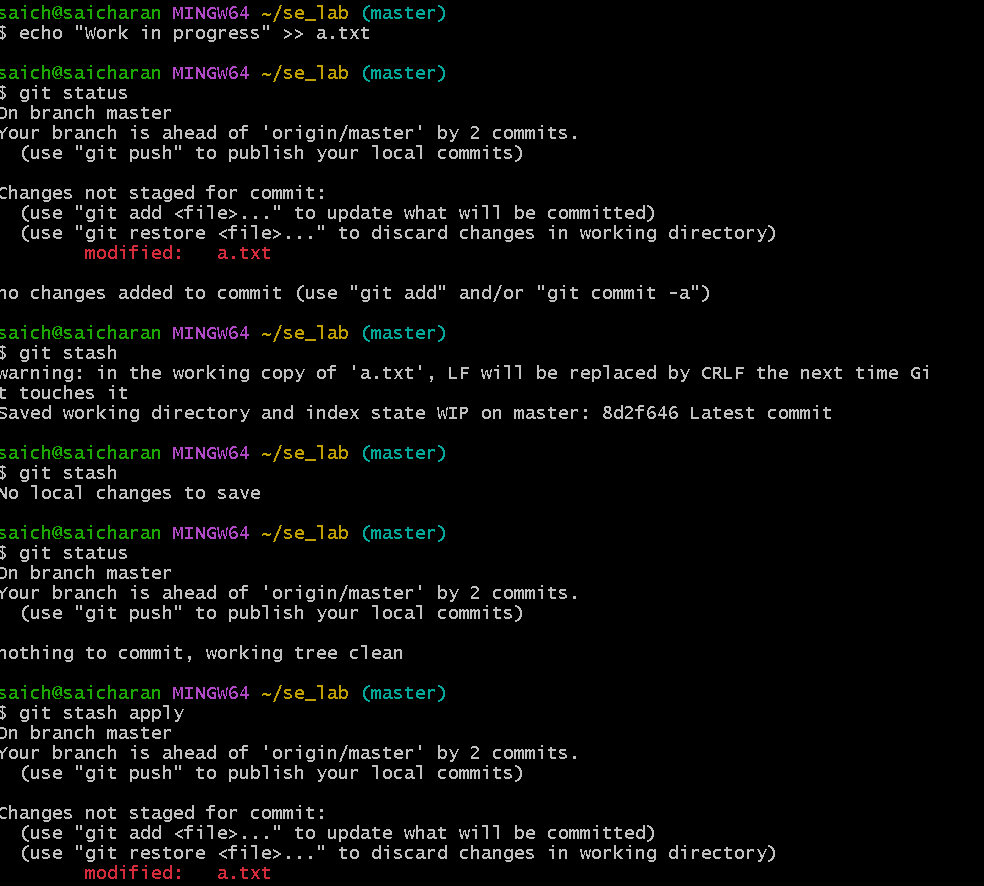 saich@saicharan MINGW64 ~/se_lab (master)
$ echo "Work in progress" >> a.txt
saich@saicharan MINGW64 ~/se_lab (master)
$ git status
On branch master
Your branch is ahead of 'origin/master' by 2 commits.
  (use "git push" to publish your local commits)
Changes not staged for commit:
  (use "git add <file>..." to update what will be committed)
  (use "git restore <file>..." to discard changes in working directory)
        modified:   a.txt
no changes added to commit (use "git add" and/or "git commit -a")
saich@saicharan MINGW64 ~/se_lab (master)
$ git stash
warning: in the working copy of 'a.txt', LF will be replaced by CRLF the next time Gi
t touches it
Saved working directory and index state WIP on master: 8d2f646 Latest commit
saich@saicharan MINGW64 ~/se_lab (master)
$ git stash
No local changes to save
saich@saicharan MINGW64 ~/se_lab (master)
$ git status
On branch master
Your branch is ahead of 'origin/master' by 2 commits.
  (use "git push" to publish your local commits)
nothing to commit, working tree clean
saich@saicharan MINGW64 ~/se_lab (master)
$ git stash apply
On branch master
Your branch is ahead of 'origin/master' by 2 commits.
  (use "git push" to publish your local commits)
Changes not staged for commit:
  (use "git add <file>..." to update what will be committed)
  (use "git restore <file>..." to discard changes in working directory)
        modified:   a.txt